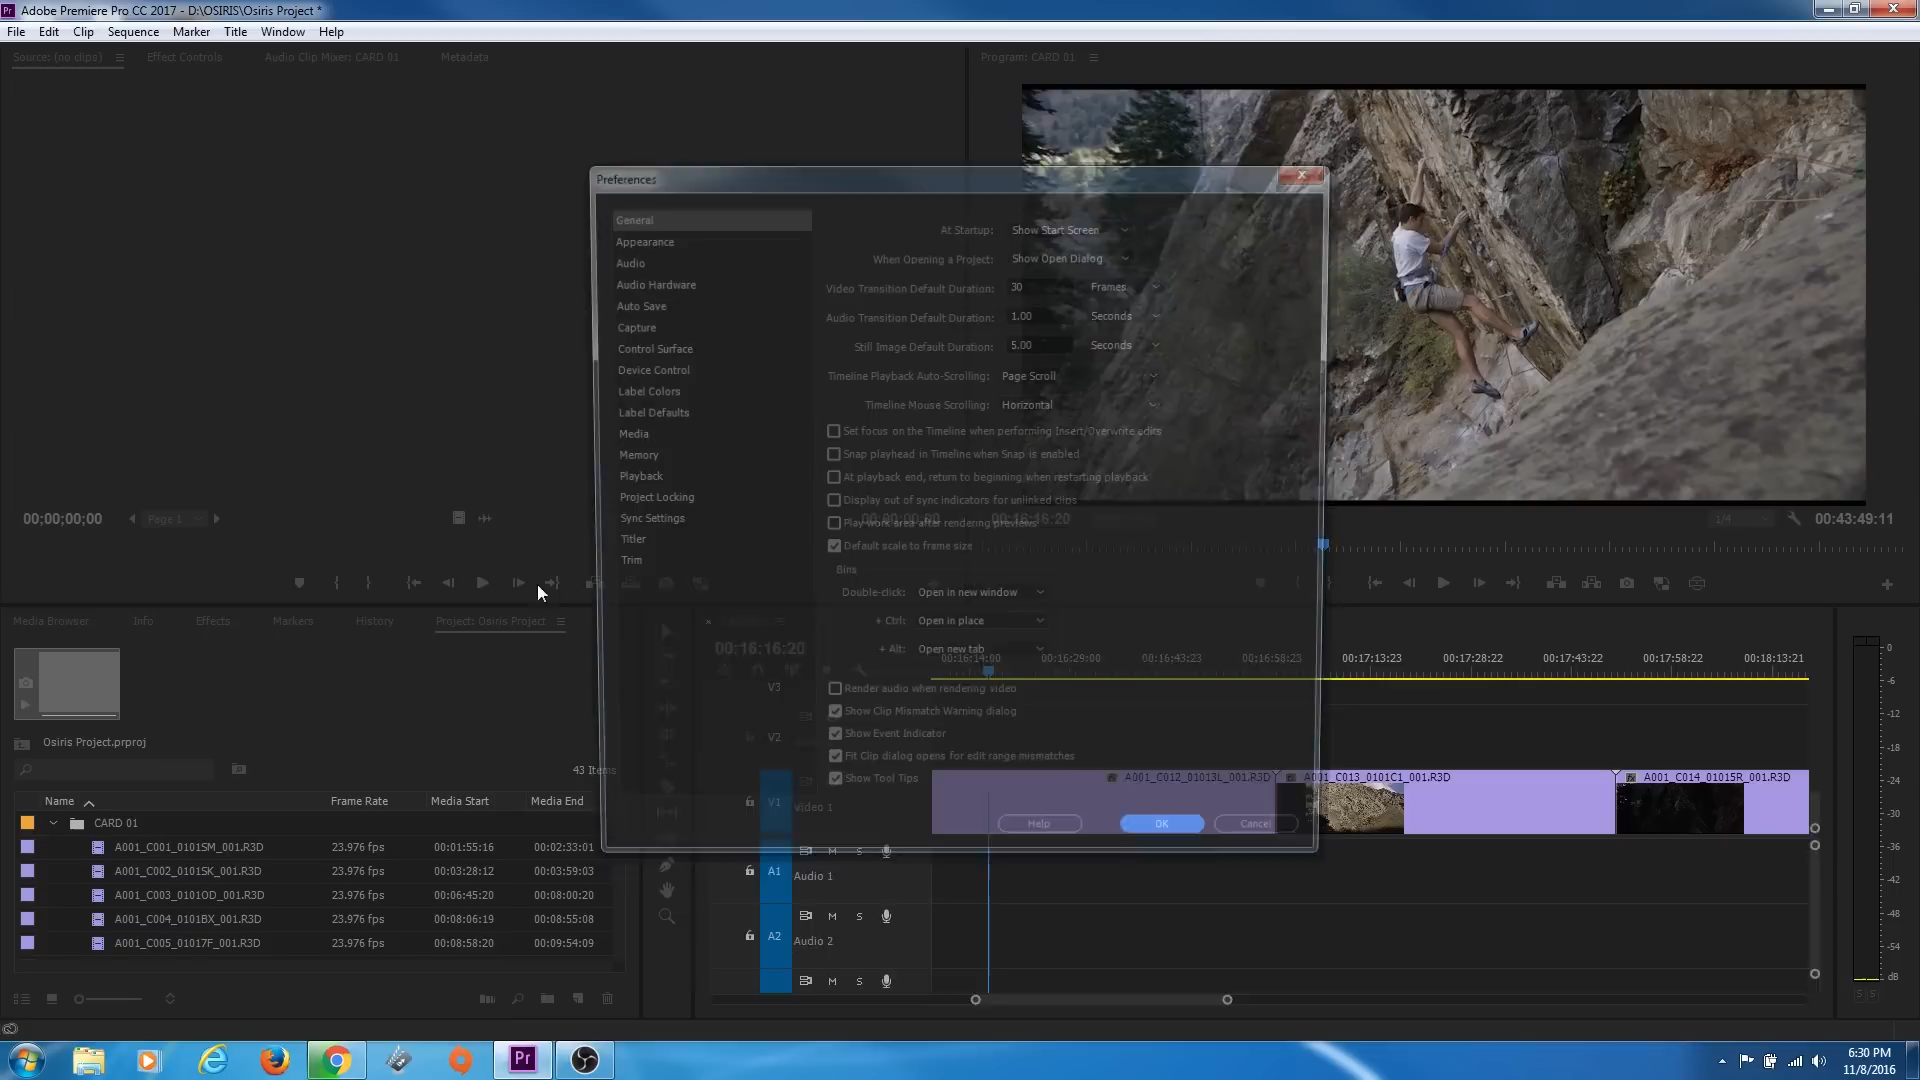 Pr Adobe Premiere Pro CC 2017 - D:\OSIRIS\Osiris Project *
File Edit Clip Sequence Marker Title Window Help
Source: (no clips) Effect Controls Audio Clip Mixer: CARD 01 Metadata
Program: CARD 01
Preferences
General
Appearance
Audio
Audio Hardware
Auto Save
Capture
Control Surface
Device Control
Label Colors
Label Defaults
Media
Memory
Playback
Project Locking
Sync Settings
Titler
Trim
At Startup: Show Start Screen
When Opening a Project: Show Open Dialog
Video Transition Default Duration: 30 Frames
Audio Transition Default Duration: 1.00 Seconds
Still Image Default Duration: 5.00 Seconds
Timeline Playback Auto-Scrolling: Page Scroll
Timeline Mouse Scrolling: Horizontal
Set focus on the Timeline when performing Insert/Overwrite edits
Snap playhead in Timeline when Snap is enabled
At playback end, return to beginning when restarting playback
Display out of sync indicators for unlinked clips
Play work area after rendering previews
Default scale to frame size
Bins
Double-click: Open in new window
+ Ctrl: Open in place
+ Alt: Open new tab
Render audio when rendering video
Show Clip Mismatch Warning dialog
Show Event Indicator
Fit Clip dialog opens for edit range mismatches
Show Tool Tips
Help OK Cancel
00;00;00;00 Page 1
00;00;00;00
00:16:16:20
1/4 00:43:49:11
Media Browser Info Effects Markers History Project: Osiris Project
Osiris Project.prproj
43 Items
Name Frame Rate Media Start Media End
CARD 01
A001_C001_0101SM_001.R3D 23.976 fps 00:01:55:16 00:02:33:01
A001_C002_0101SK_001.R3D 23.976 fps 00:03:28:12 00:03:59:03
A001_C003_0101OD_001.R3D 23.976 fps 00:06:45:20 00:08:00:20
A001_C004_0101BX_001.R3D 23.976 fps 00:08:06:19 00:08:55:08
A001_C005_01017F_001.R3D 23.976 fps 00:08:58:20 00:09:54:09
00:16:16:20
00:16:14:00 00:16:29:00 00:16:43:23 00:16:58:23 00:17:13:23 00:17:28:22 00:17:43:22 00:17:58:22 00:18:13:21
V3
V2
V1 Video 1
A001_C012_01013L_001.R3D A001_C013_0101C1_001.R3D A001_C014_01015R_001.R3D
M S
A1 Audio 1
M S
A2 Audio 2
M S
0
-6
-12
-18
-24
-30
-36
-42
-48
-54
dB
S S
Pr
6:30 PM
11/8/2016